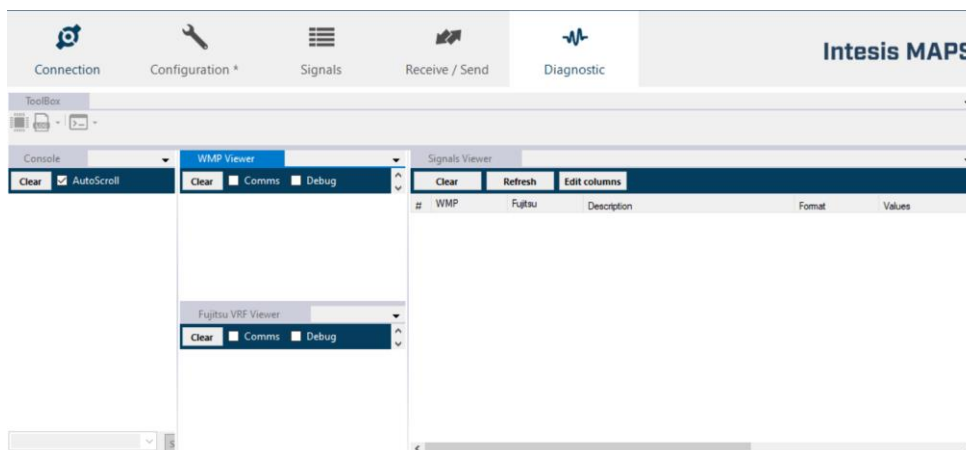 Intesis MAPS
Connection Configuration * Signals Receive / Send Diagnostic
ToolBox
Console
Clear AutoScroll
WMP Viewer
Clear Comms Debug
Fujitsu VRF Viewer
Clear Comms Debug
Signals Viewer
Clear Refresh Edit columns
# WMP Fujitsu Description Format Values